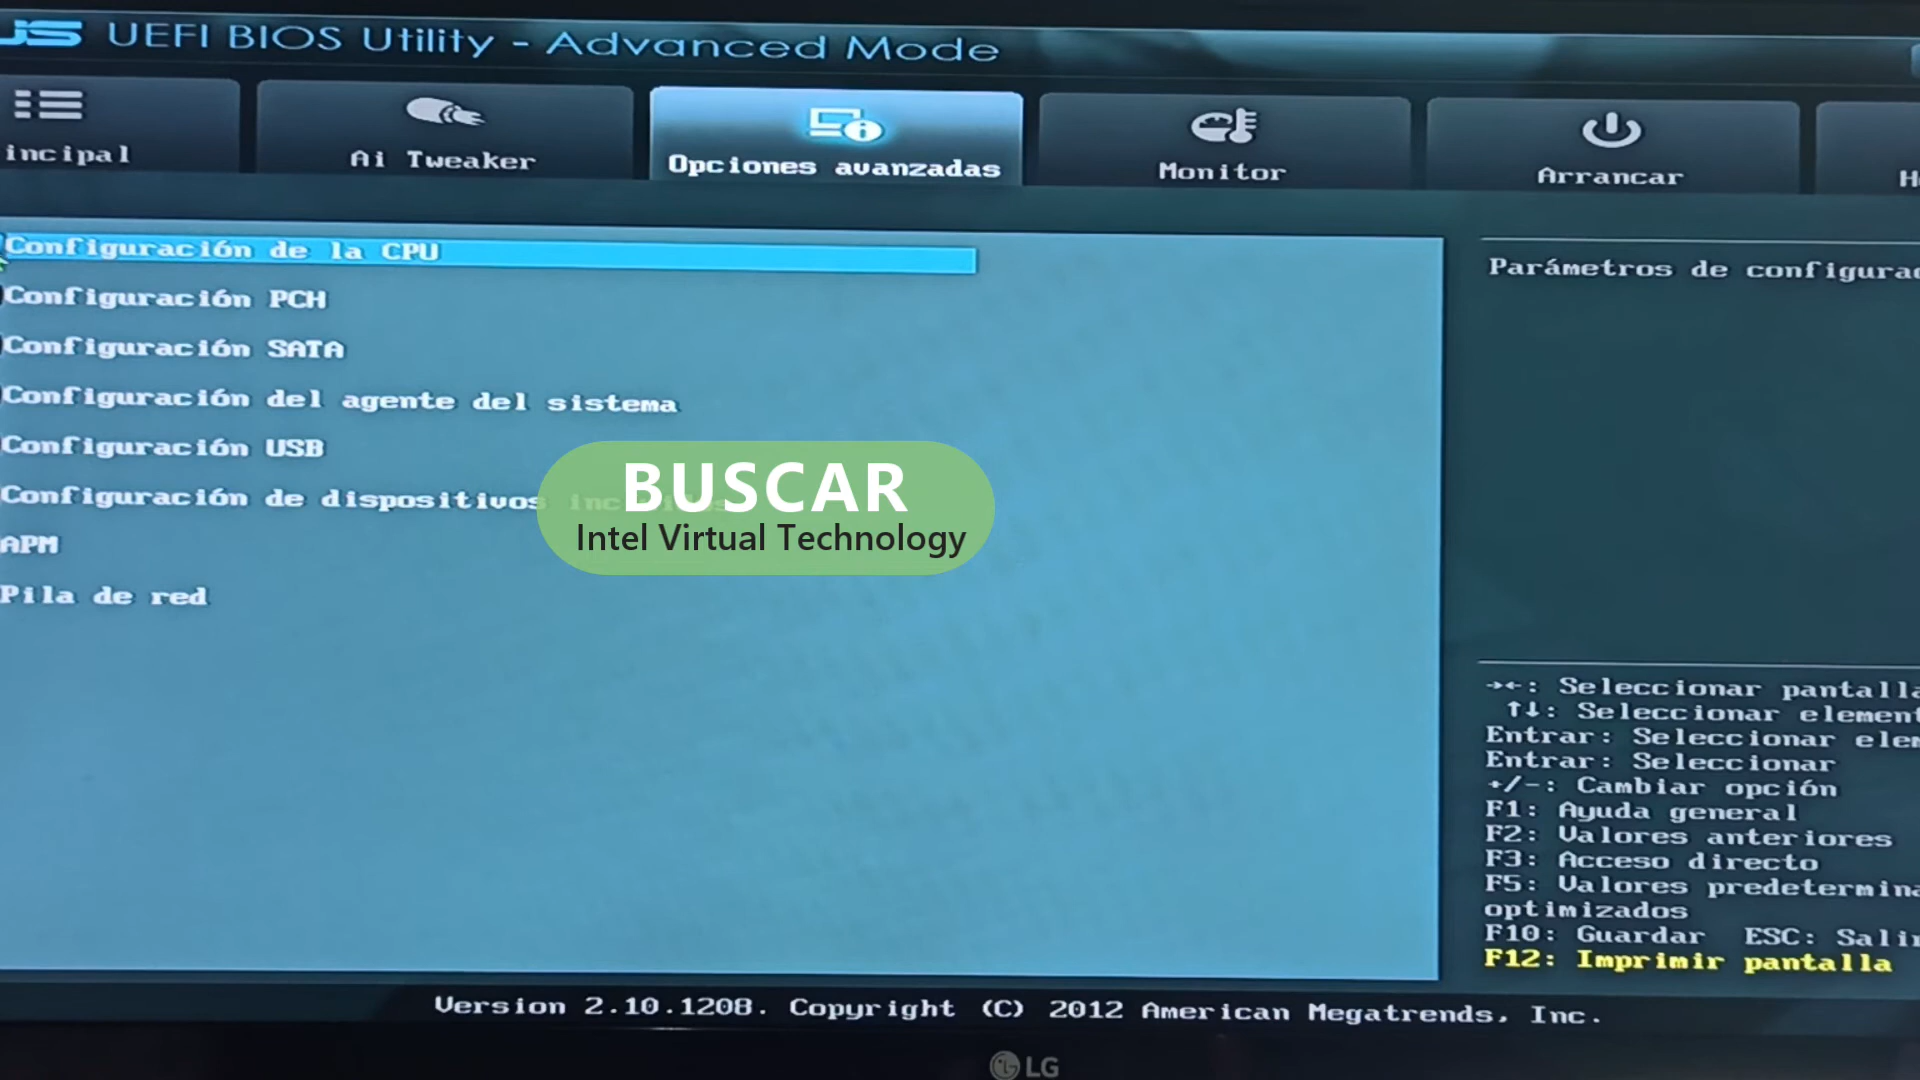 UEFI BIOS Utility - Advanced Mode
Ai Tweaker
Opciones avanzadas
Monitor
Arrancar
Configuración de la CPU
Configuración PCH
Configuración SATA
Configuración del agente del sistema
Configuración USB
Configuración de dispositivos
APM
Pila de red
BUSCAR
Intel Virtual Technology
Parámetros de configurac
→←: Seleccionar pantalla
↑↓: Seleccionar element
Entrar: Seleccionar elem
Entrar: Seleccionar
+/-: Cambiar opción
F1: Ayuda general
F2: Valores anteriores
F3: Acceso directo
F5: Valores predetermina
optimizados
F10: Guardar ESC: Salir
F12: Imprimir pantalla
Version 2.10.1208. Copyright (C) 2012 American Megatrends, Inc.
LG